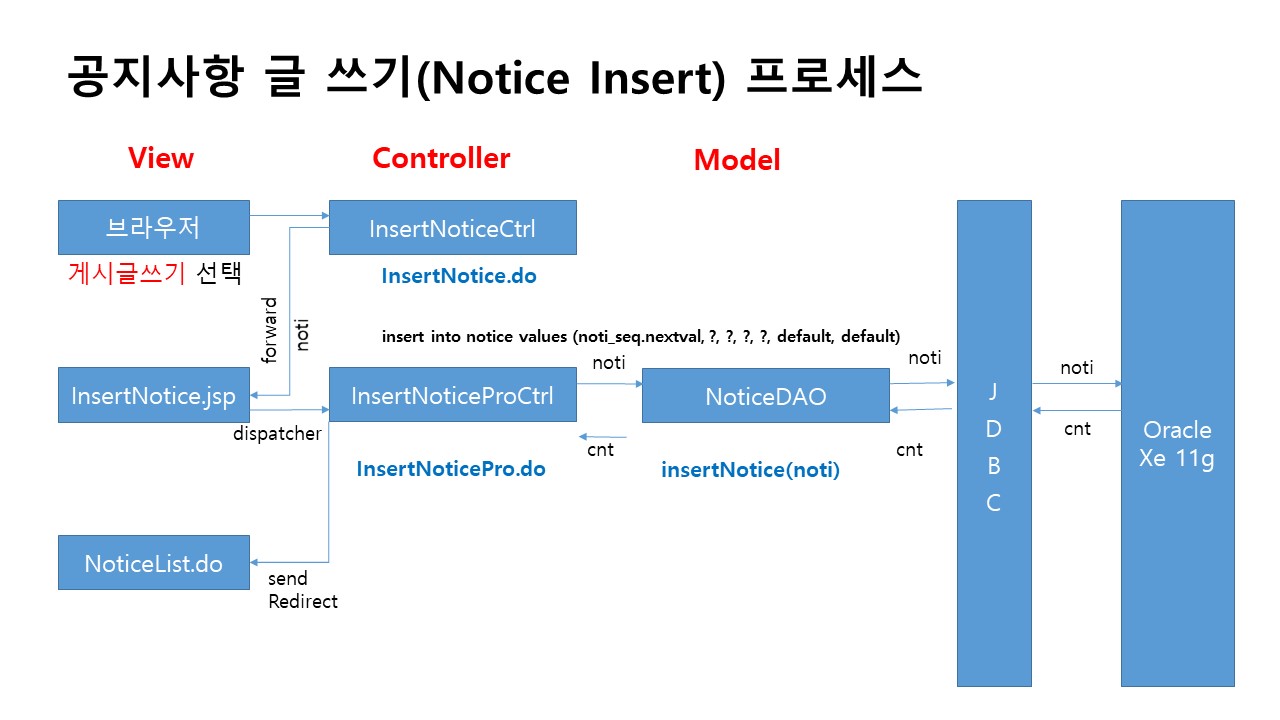 공지사항 글 쓰기(Notice Insert) 프로세스
View
Controller
Model
브라우저
InsertNoticeCtrl
게시글쓰기 선택
InsertNotice.do
forward
noti
insert into notice values (noti_seq.nextval, ?, ?, ?, ?, default, default)
InsertNotice.jsp
dispatcher
InsertNoticeProCtrl
noti
cnt
InsertNoticePro.do
NoticeDAO
insertNotice(noti)
noti
cnt
J
D
B
C
noti
cnt
Oracle
Xe 11g
NoticeList.do
send
Redirect